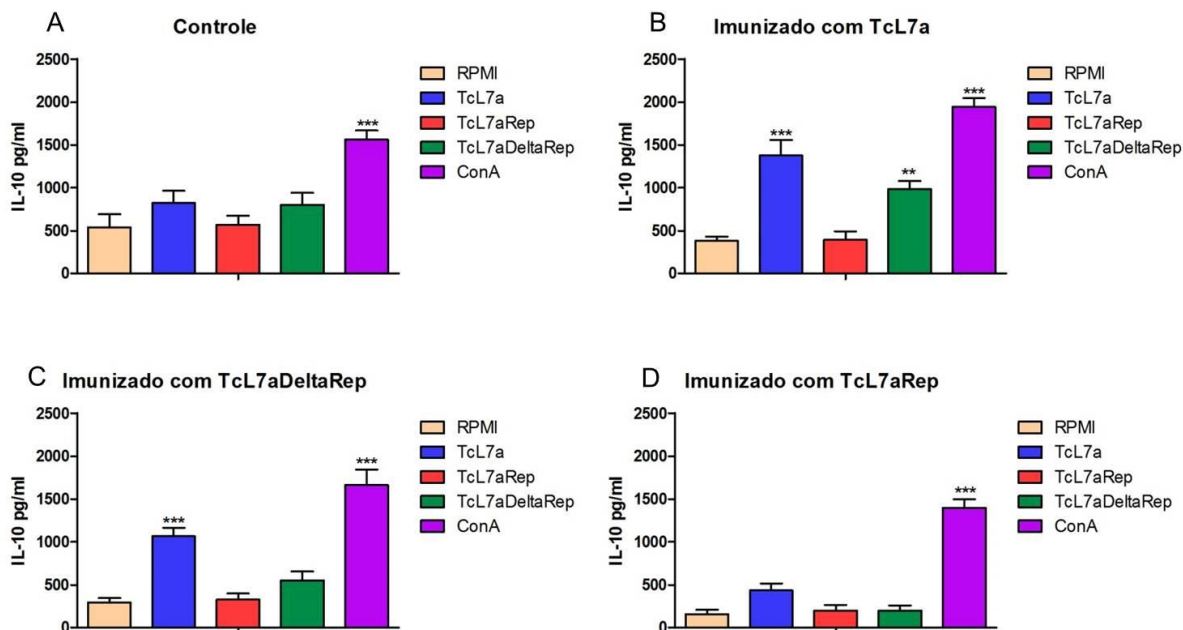 A
Controle
IL-10 pg/ml
2500
2000
1500
1000
500
0
***
RPMI
TcL7a
TcL7aRep
TcL7aDeltaRep
ConA
B
Imunizado com TcL7a
IL-10 pg/ml
2500
2000
1500
1000
500
0
***
**
***
RPMI
TcL7a
TcL7aRep
TcL7aDeltaRep
ConA
C
Imunizado com TcL7aDeltaRep
IL-10 pg/ml
2500
2000
1500
1000
500
0
***
***
RPMI
TcL7a
TcL7aRep
TcL7aDeltaRep
ConA
D
Imunizado com TcL7aRep
IL-10 pg/ml
2500
2000
1500
1000
500
0
***
RPMI
TcL7a
TcL7aRep
TcL7aDeltaRep
ConA